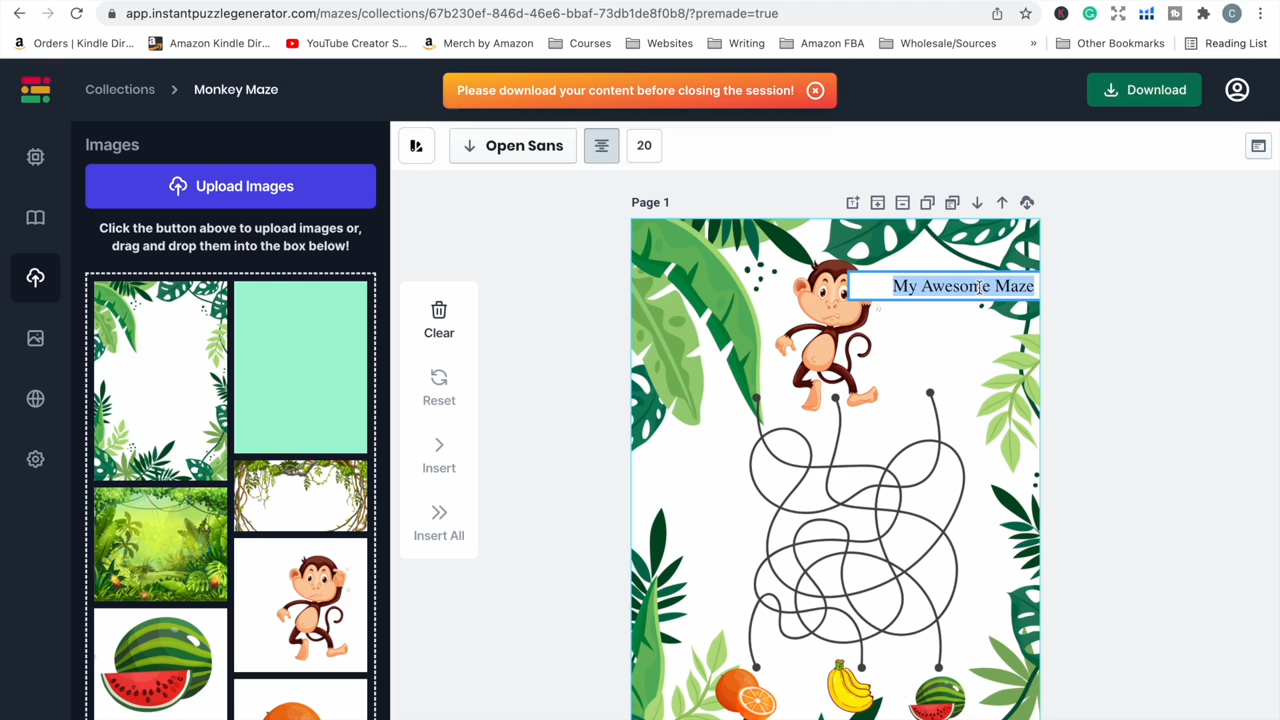 app.instantpuzzlegenerator.com/mazes/collections/67b230ef-846d-46e6-bbaf-73db1de8f0b8/?premade=true
Orders | Kindle Dir... Amazon Kindle Dir... YouTube Creator S... Merch by Amazon Courses Websites Writing Amazon FBA Wholesale/Sources » Other Bookmarks Reading List
Collections > Monkey Maze
Please download your content before closing the session!
Download
Images
Upload Images
Click the button above to upload images or,
drag and drop them into the box below!
Open Sans
20
Clear
Reset
Insert
Insert All
Page 1
My Awesome Maze